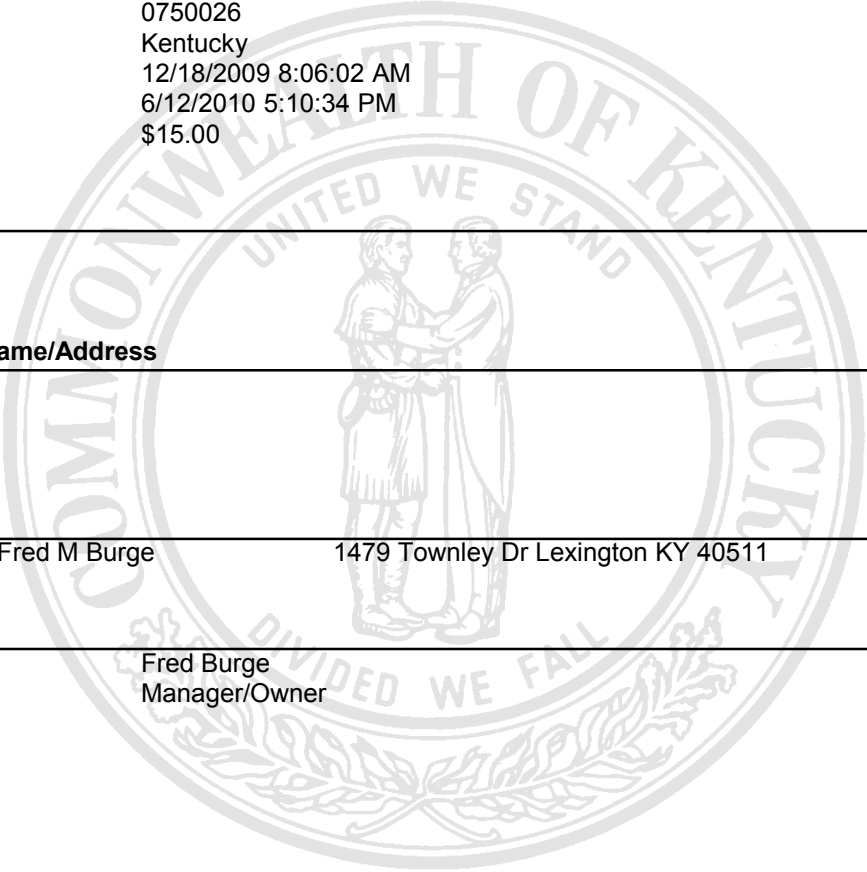 0750026
Kentucky
12/18/2009 8:06:02 AM
6/12/2010 5:10:34 PM
$15.00
COMMONWEALTH OF KENTUCKY
UNITED WE STAND
ame/Address
Fred M Burge 1479 Townley Dr Lexington KY 40511
DIVIDED WE FALL
Fred Burge
Manager/Owner